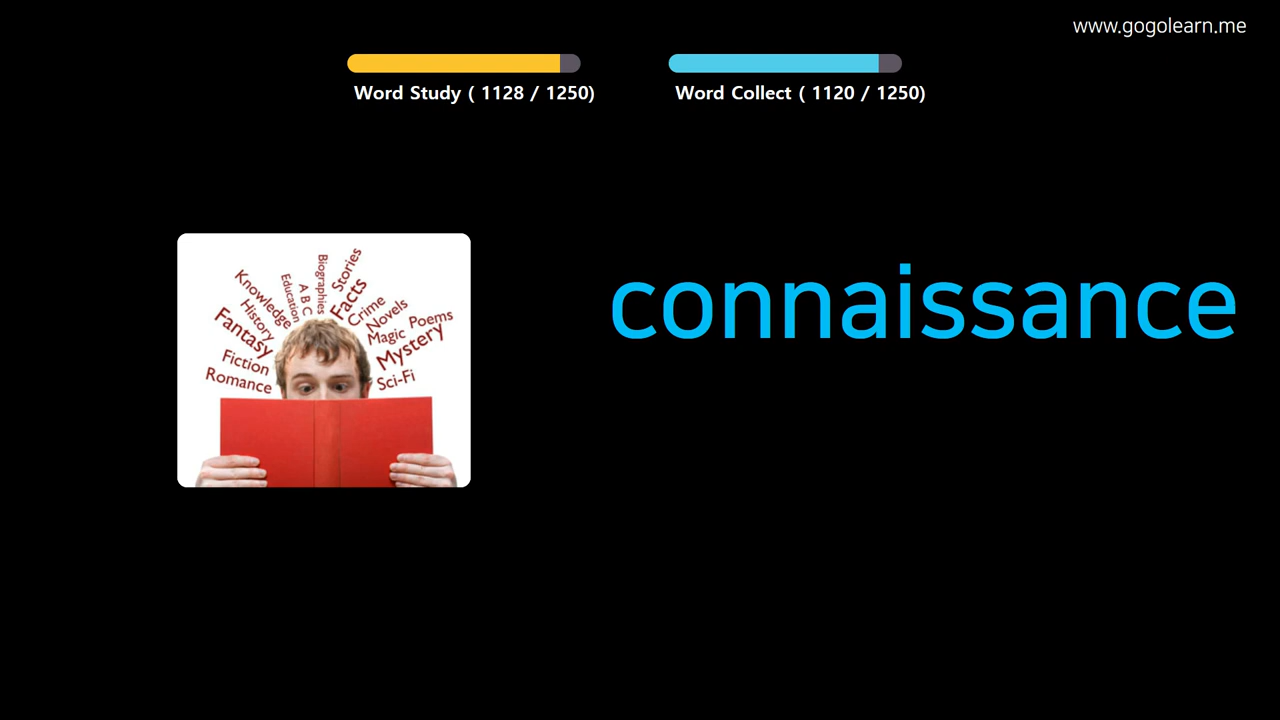 www.gogolearn.me
Word Study ( 1128 / 1250)
Word Collect ( 1120 / 1250)
connaissance
Knowledge
History
Fantasy
Fiction
Romance
Education
A B C
Biographies
Stories
Facts
Crime
Novels
Magic
Poems
Mystery
Sci-Fi